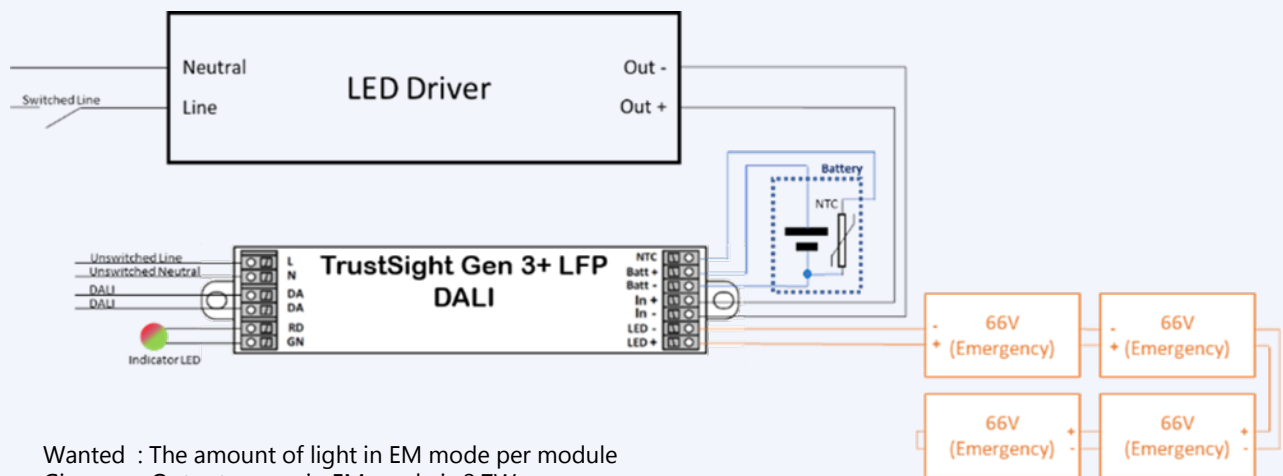 Neutral
Out -
LED Driver
Switched Line
Line
Out +
Battery
NTC
Unswitched Line
Unswitched Neutral
DALI
DALI
L
N
DA
DA
RD
GN
TrustSight Gen 3+ LFP
DALI
NTC
Batt +
Batt -
In +
In -
LED -
LED +
Indicator LED
- 66V
+ (Emergency)
- 66V
+ (Emergency)
66V +
(Emergency) -
66V +
(Emergency) -
Wanted : The amount of light in EM mode per module